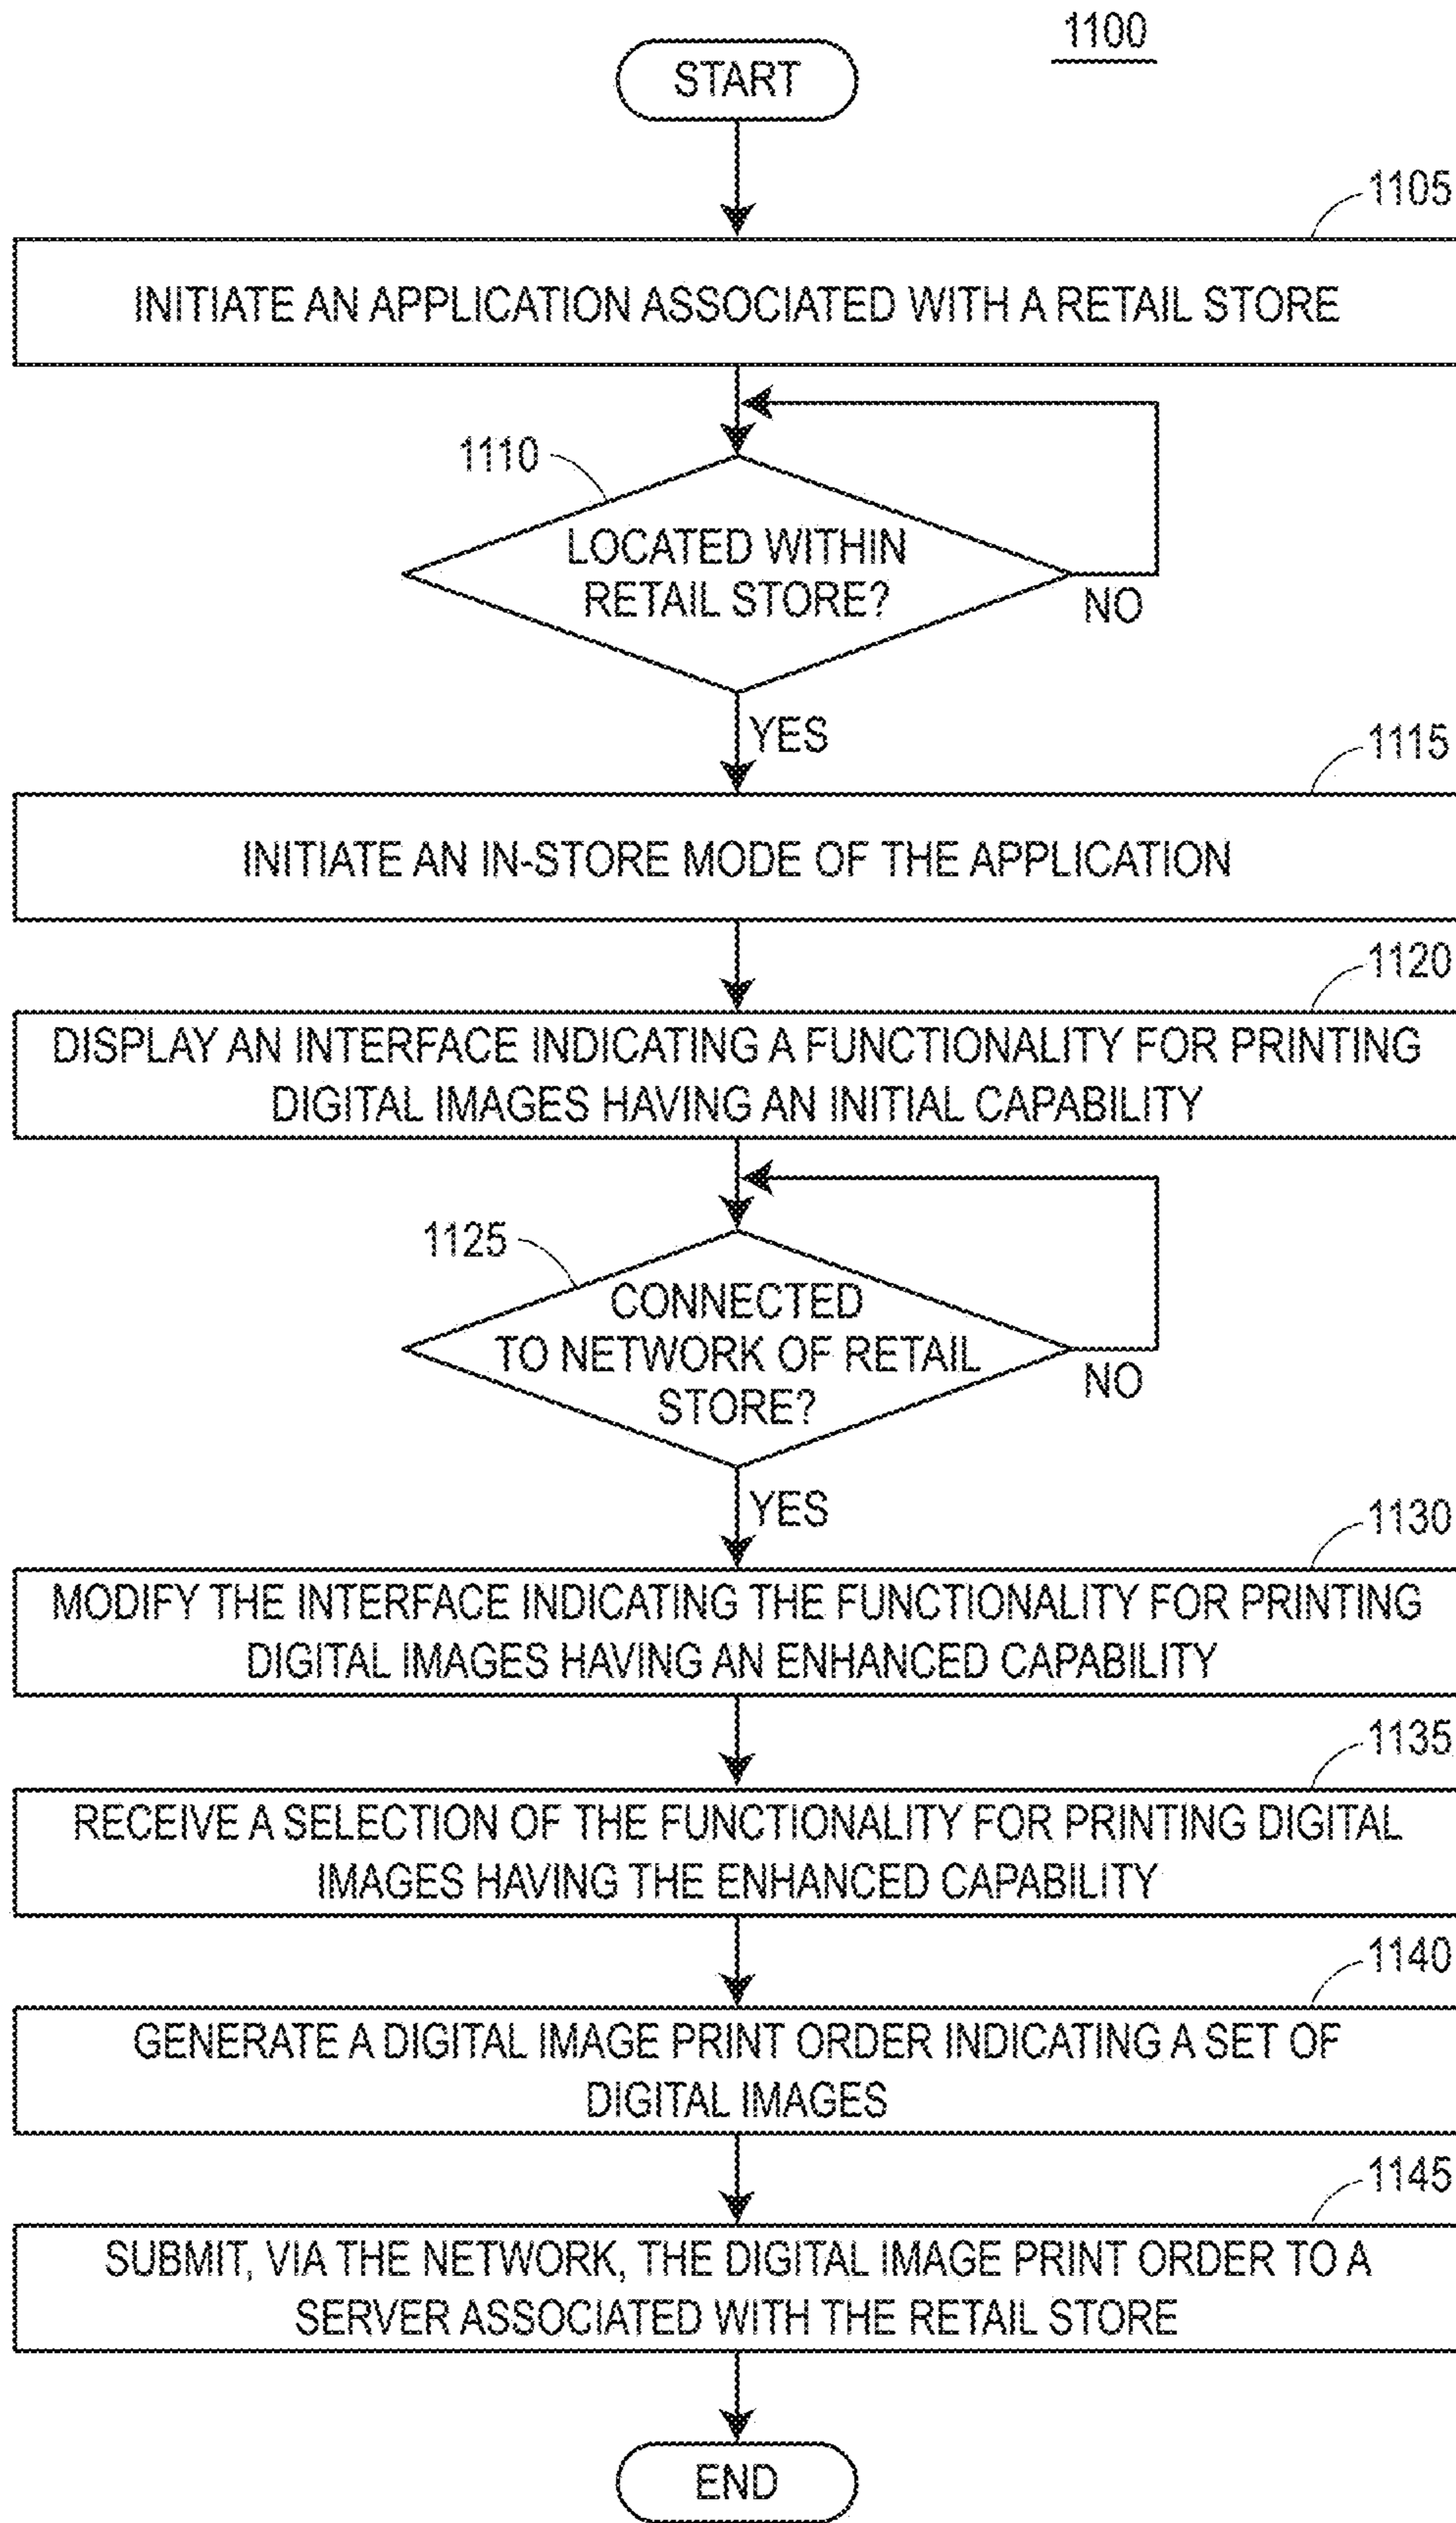 1100
START
1105
INITIATE AN APPLICATION ASSOCIATED WITH A RETAIL STORE
1110
LOCATED WITHIN
RETAIL STORE?
NO
YES
1115
INITIATE AN IN-STORE MODE OF THE APPLICATION
1120
DISPLAY AN INTERFACE INDICATING A FUNCTIONALITY FOR PRINTING
DIGITAL IMAGES HAVING AN INITIAL CAPABILITY
1125
CONNECTED
TO NETWORK OF RETAIL
STORE?
NO
YES
1130
MODIFY THE INTERFACE INDICATING THE FUNCTIONALITY FOR PRINTING
DIGITAL IMAGES HAVING AN ENHANCED CAPABILITY
1135
RECEIVE A SELECTION OF THE FUNCTIONALITY FOR PRINTING DIGITAL
IMAGES HAVING THE ENHANCED CAPABILITY
1140
GENERATE A DIGITAL IMAGE PRINT ORDER INDICATING A SET OF
DIGITAL IMAGES
1145
SUBMIT, VIA THE NETWORK, THE DIGITAL IMAGE PRINT ORDER TO A
SERVER ASSOCIATED WITH THE RETAIL STORE
END